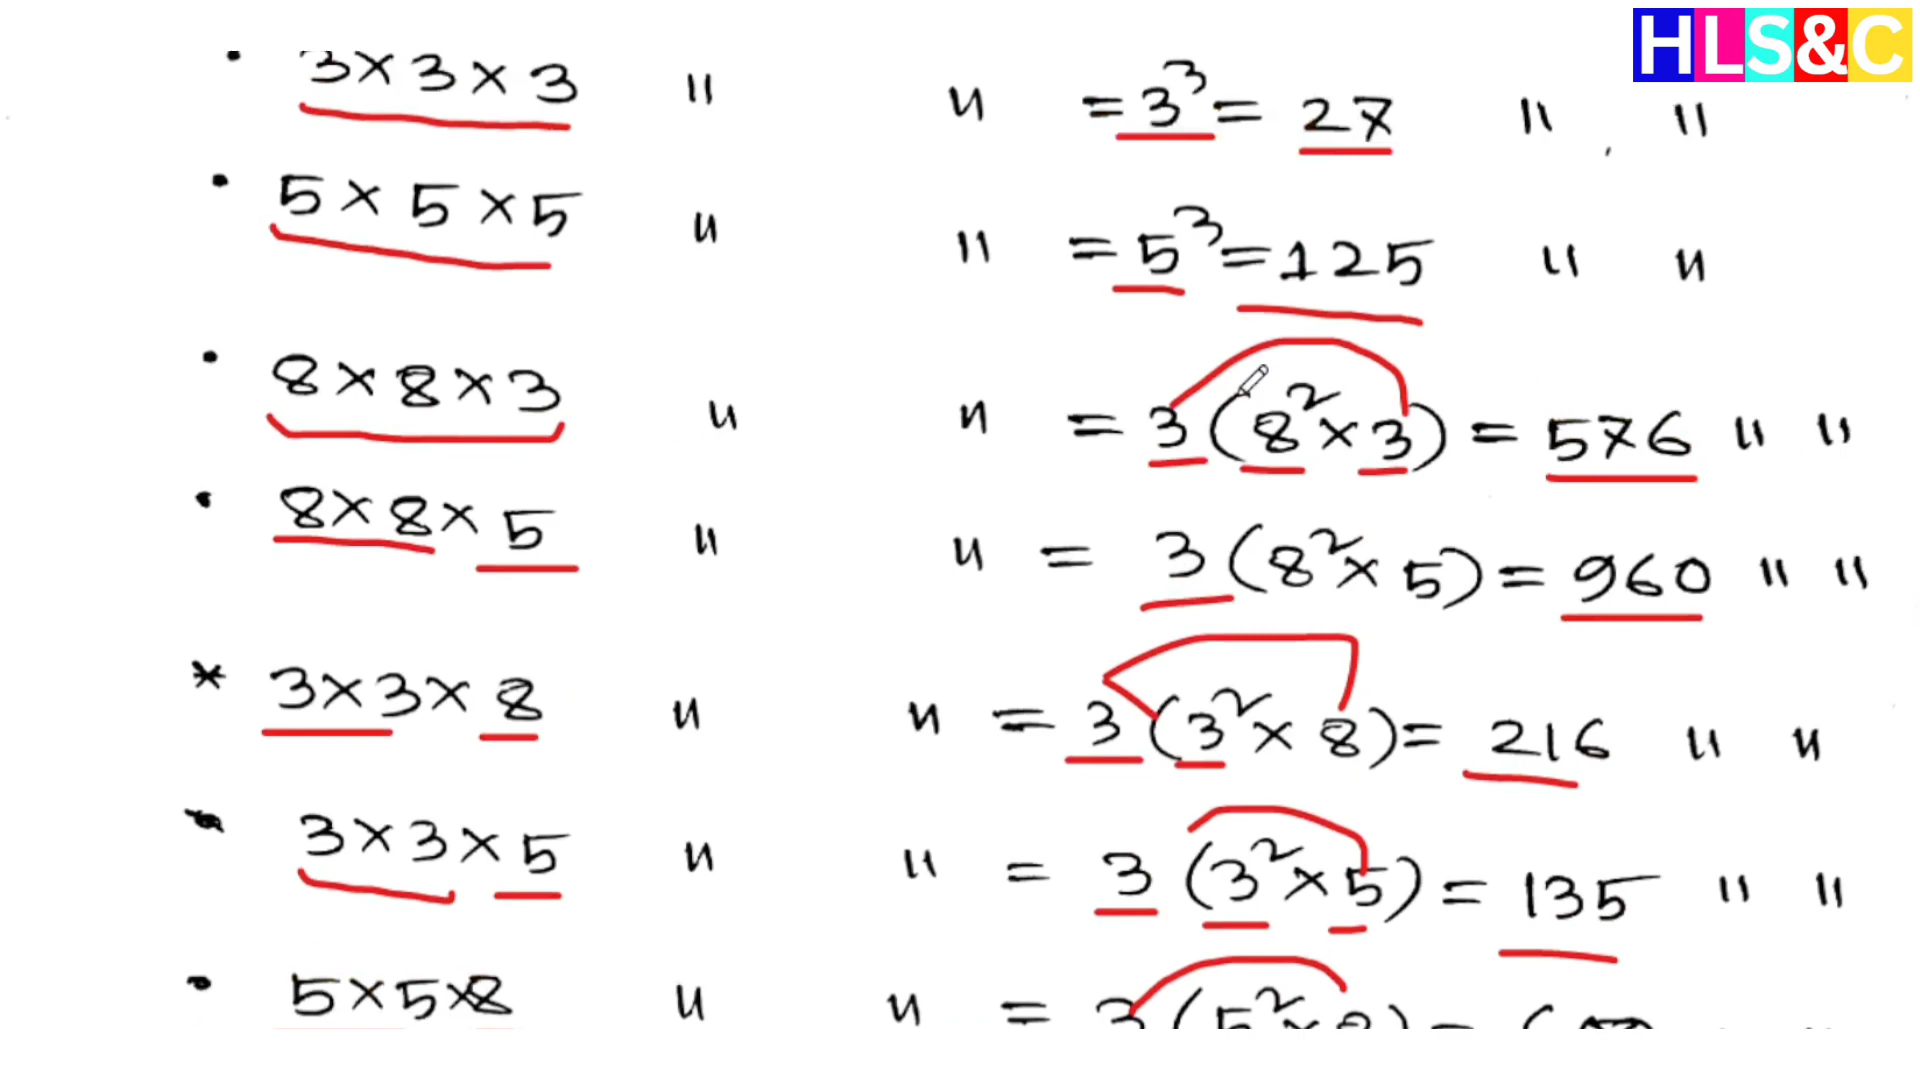 HLS&C
• 3×3×3 " " = 3³ = 27 " "
• 5×5×5 " " = 5³ = 125 " "
• 8×8×3 " " = 3(8²×3) = 576 " "
• 8×8×5 " " = 3(8²×5) = 960 " "
* 3×3×8 " " = 3(3²×8) = 216 " "
• 3×3×5 " " = 3(3²×5) = 135 " "
• 5×5×8 " " = 3(5²×8) = " "